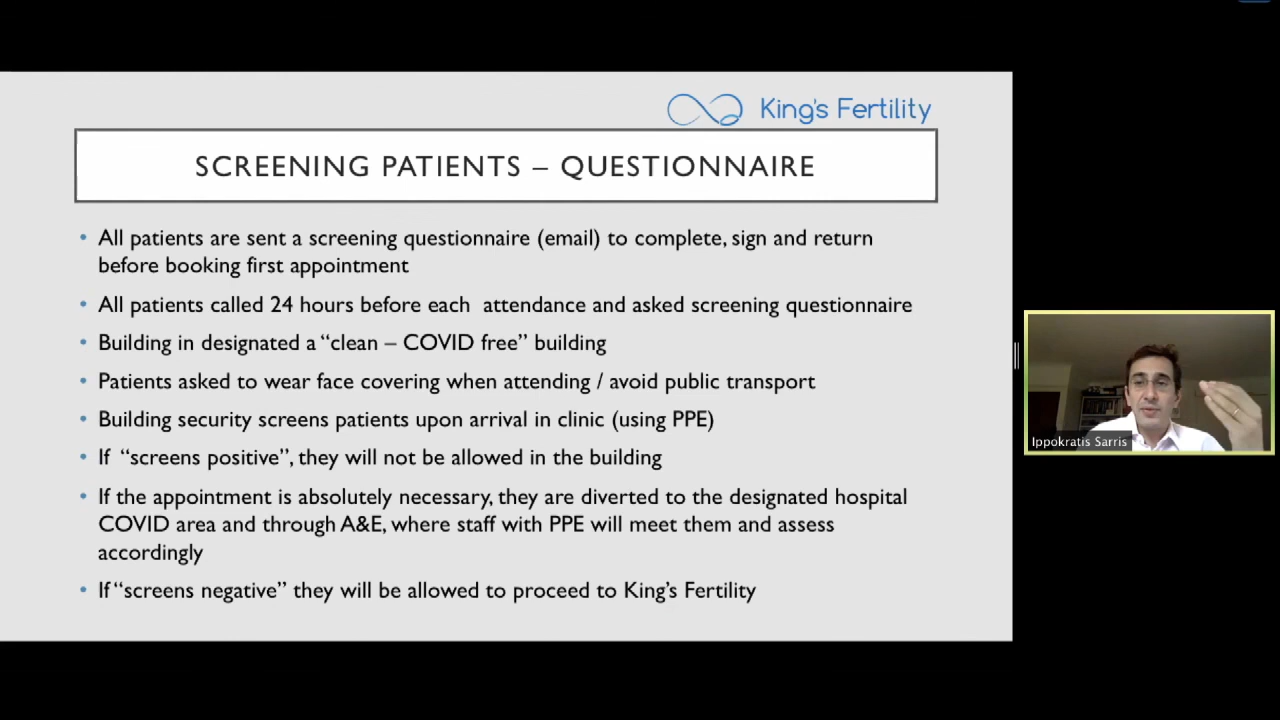 King's Fertility
SCREENING PATIENTS – QUESTIONNAIRE
• All patients are sent a screening questionnaire (email) to complete, sign and return
before booking first appointment
• All patients called 24 hours before each attendance and asked screening questionnaire
• Building in designated a “clean – COVID free” building
• Patients asked to wear face covering when attending / avoid public transport
• Building security screens patients upon arrival in clinic (using PPE)
• If “screens positive”, they will not be allowed in the building
• If the appointment is absolutely necessary, they are diverted to the designated hospital
COVID area and through A&E, where staff with PPE will meet them and assess
accordingly
• If “screens negative” they will be allowed to proceed to King’s Fertility
Ippokratis Sarris